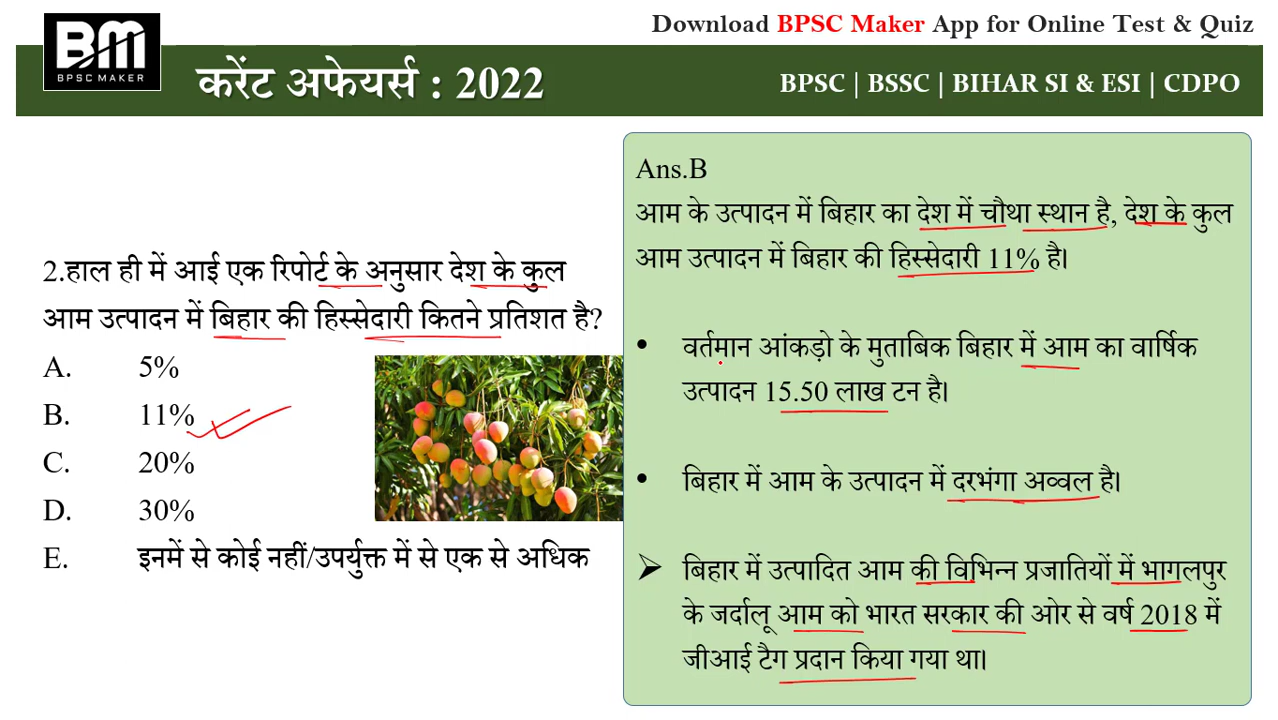 Download BPSC Maker App for Online Test & Quiz
BM
BPSC MAKER
करेंट अफेयर्स : 2022
BPSC | BSSC | BIHAR SI & ESI | CDPO
2.हाल ही में आई एक रिपोर्ट के अनुसार देश के कुल
आम उत्पादन में बिहार की हिस्सेदारी कितने प्रतिशत है?
A. 5%
B. 11%
C. 20%
D. 30%
E. इनमें से कोई नहीं/उपर्युक्त में से एक से अधिक
Ans.B
आम के उत्पादन में बिहार का देश में चौथा स्थान है, देश के कुल
आम उत्पादन में बिहार की हिस्सेदारी 11% है।
• वर्तमान आंकड़ो के मुताबिक बिहार में आम का वार्षिक
उत्पादन 15.50 लाख टन है।
• बिहार में आम के उत्पादन में दरभंगा अव्वल है।
➢ बिहार में उत्पादित आम की विभिन्न प्रजातियों में भागलपुर
के जर्दालू आम को भारत सरकार की ओर से वर्ष 2018 में
जीआई टैग प्रदान किया गया था।